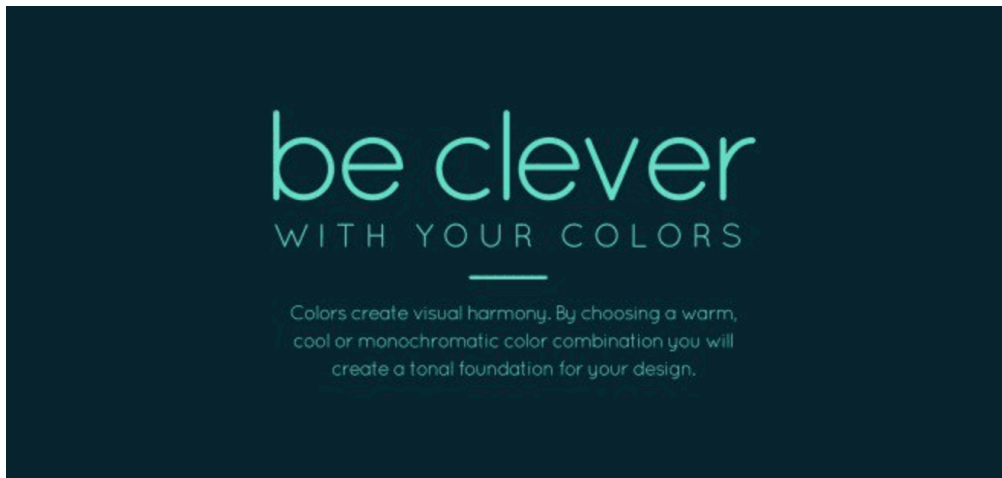 be clever
WITH YOUR COLORS
Colors create visual harmony. By choosing a warm,
cool or monochromatic color combination you will
create a tonal foundation for your design.